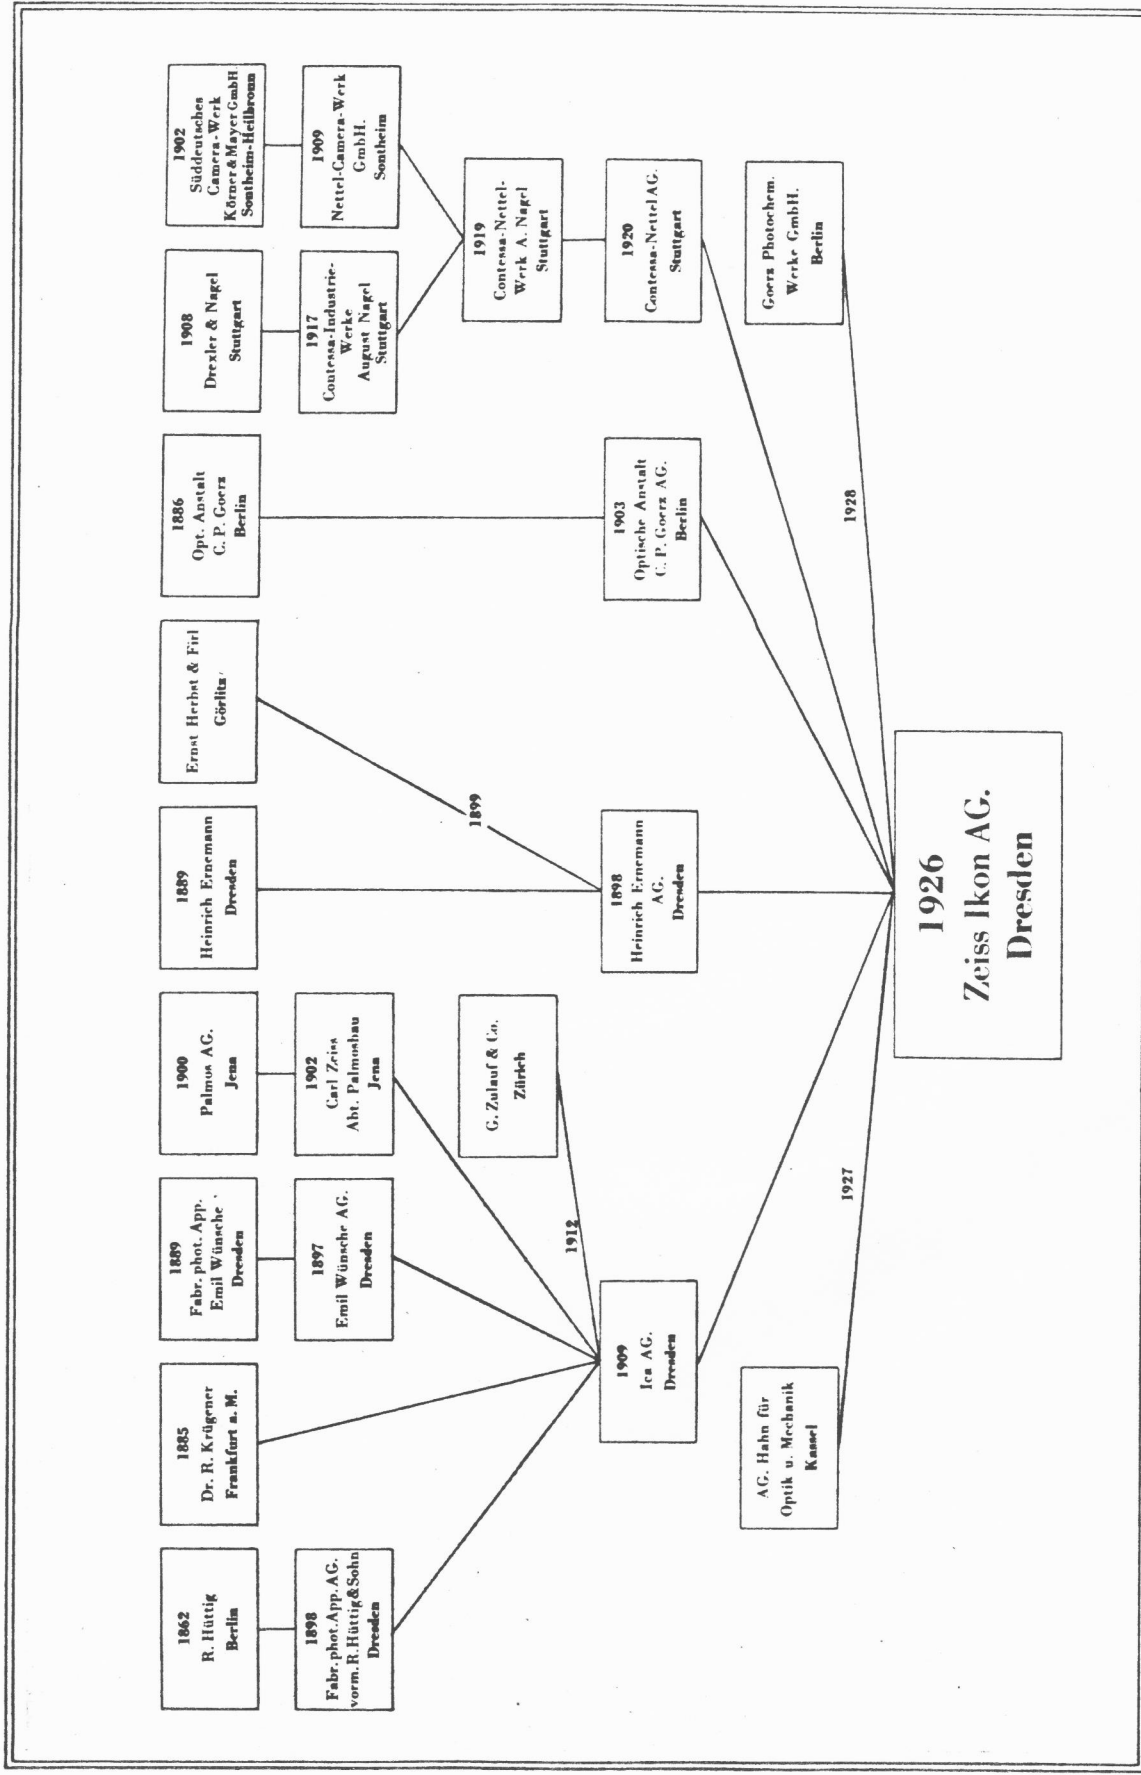 1862
R. Hüttig
Berlin
1885
Dr. R. Krügener
Frankfurt a. M.
1889
Fabr. phot. App.
Emil Wünsche
Dresden
1900
Palmos AG.
Jena
1889
Heinrich Ernemann
Dresden
Ernst Herbst & Firl
Görlitz
1886
Opt. Anstalt
C. P. Goerz
Berlin
1908
Drexler & Nagel
Stuttgart
1902
Süddeutsches
Camera-Werk
Körner & Mayer GmbH.
Sontheim-Heilbronn
1898
Fabr. phot. App. AG.
vorm. R. Hüttig & Sohn
Dresden
1897
Emil Wünsche AG.
Dresden
1902
Carl Zeiss
Abt. Palmosbau
Jena
1917
Contessa-Industrie-
Werke
August Nagel
Stuttgart
1909
Nettel-Camera-Werk
GmbH.
Sontheim
G. Zulauf & Co.
Zürich
1899
1919
Contessa-Nettel-
Werk A. Nagel
Stuttgart
1912
1909
Ica AG.
Dresden
1898
Heinrich Ernemann
AG.
Dresden
1903
Optische Anstalt
C. P. Goerz AG.
Berlin
1920
Contessa-Nettel AG.
Stuttgart
AG. Hahn für
Optik u. Mechanik
Kassel
Goerz Photochem.
Werke GmbH.
Berlin
1927
1928
1926
Zeiss Ikon AG.
Dresden